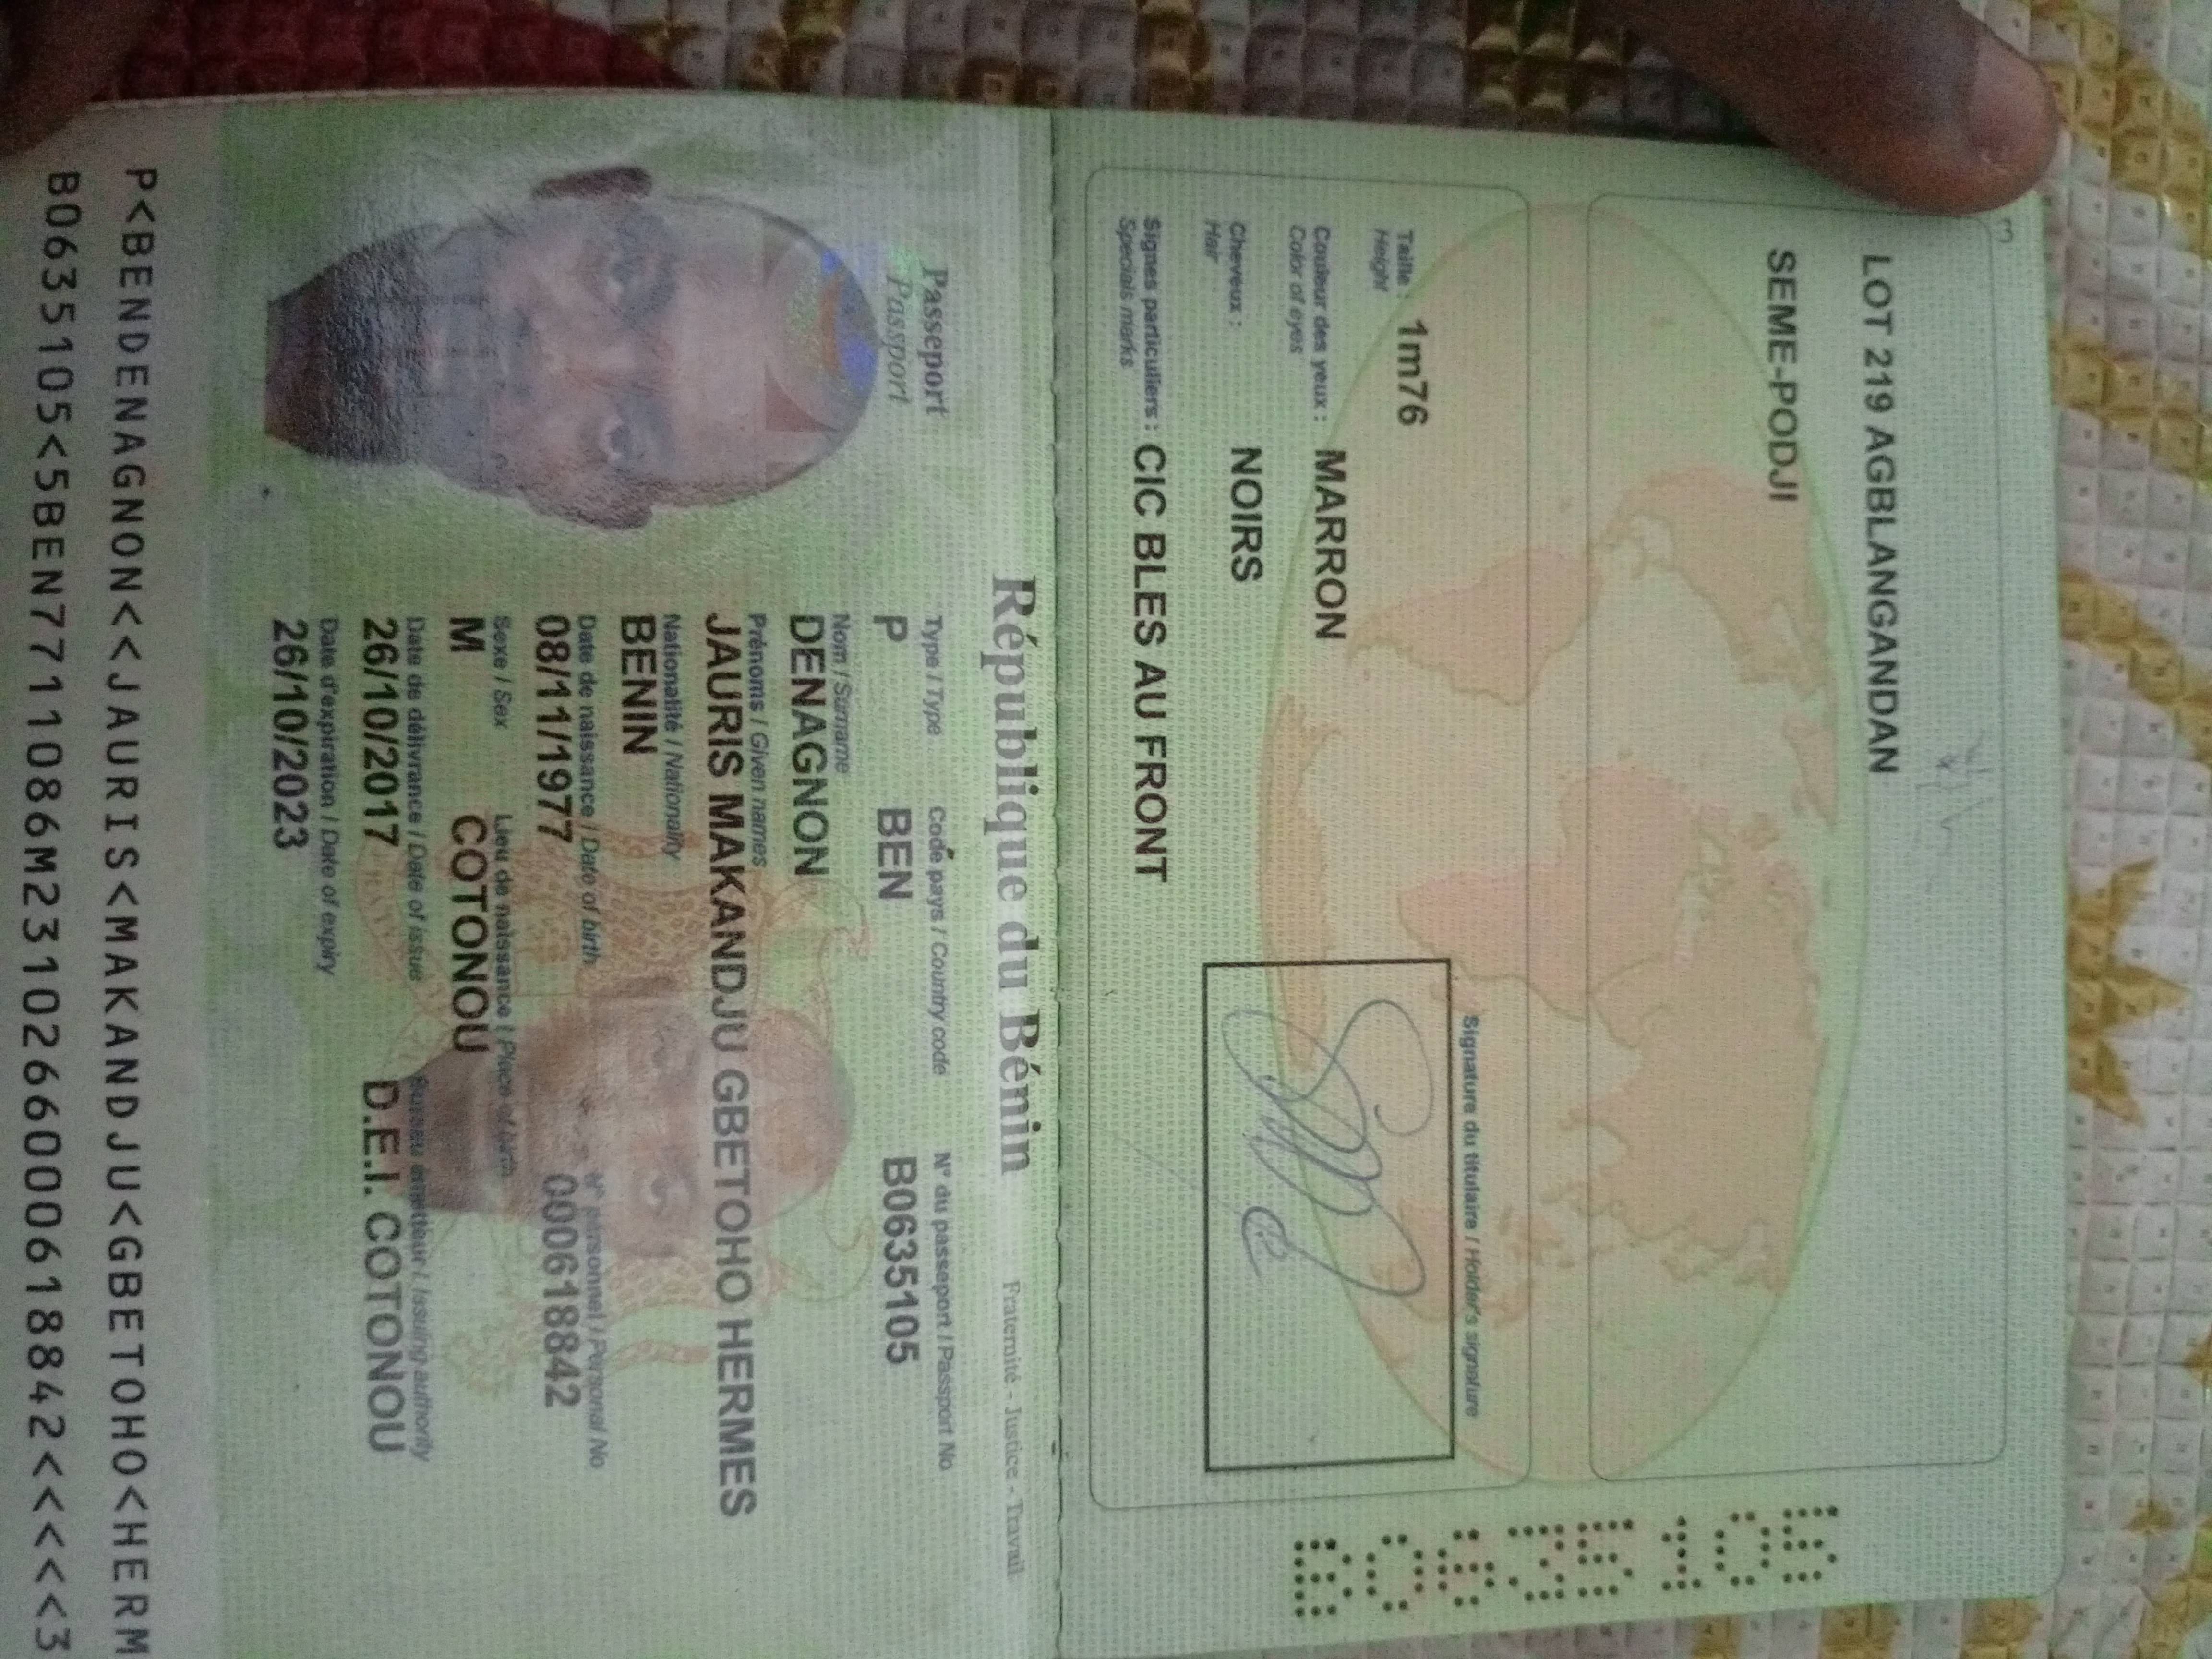 3
LOT 219 AGBLANGANDAN
SEME-PODJI
Taille : 1m76
Height
Couleur des yeux : MARRON
Color of eyes
Cheveux : NOIRS
Hair
Signes particuliers : CIC BLES AU FRONT
Specials marks
Signature du titulaire / Holder's signature
B0635105
République du Bénin
Fraternité - Justice - Travail
Passeport
Passport
Type / Type Code pays / Country code N° du passeport / Passport No
P BEN B0635105
Nom / Surname
DENAGNON
Prénoms / Given names
JAURIS MAKANDJU GBETOHO HERMES
Nationalité / Nationality
BENIN
Date de naissance / Date of birth N° personnel / Personal No
08/11/1977 000618842
Sexe / Sex Lieu de naissance / Place of birth
M COTONOU
Date de délivrance / Date of issue Bureau émetteur / Issuing authority
26/10/2017 D.E.I. COTONOU
Date d'expiration / Date of expiry
26/10/2023
P<BENDENAGNON<<JAURIS<MAKANDJU<GBETOHO<HERM
B0635105<5BEN7711086M2310266000618842<<<<<3